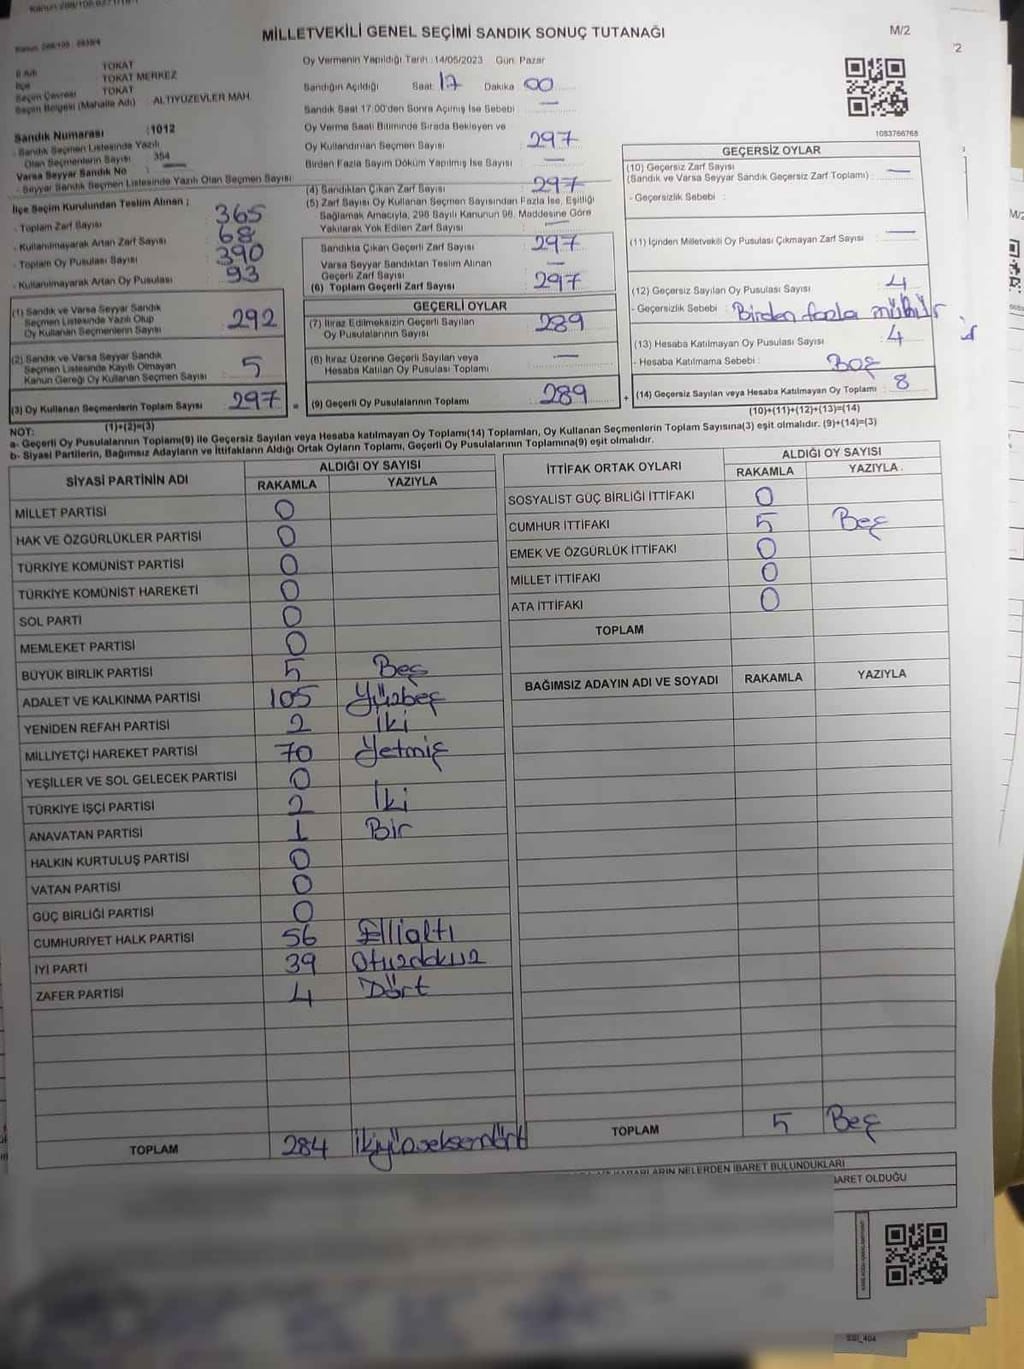 MİLLETVEKİLİ GENEL SEÇİMİ SANDIK SONUÇ TUTANAĞI
M/2
İl Adı TOKAT
İlçe TOKAT MERKEZ
Seçim Çevresi TOKAT
Seçim Bölgesi (Mahalle Adı) ALTIYÜZEVLER MAH.
Sandık Numarası :1012
- Sandık Seçmen Listesinde Yazılı
Olan Seçmenlerin Sayısı : 354
Varsa Seyyar Sandık No : —
- Seyyar Sandık Seçmen Listesinde Yazılı Olan Seçmen Sayısı
Oy Vermenin Yapıldığı Tarih :14/05/2023 Gün: Pazar
Sandığın Açıldığı Saat: 17 Dakika 00
Sandık Saat 17:00'den Sonra Açılmış İse Sebebi : —
Oy Verme Saati Bitiminde Sırada Bekleyen ve
Oy Kullandırılan Seçmen Sayısı : 297
Birden Fazla Sayım Döküm Yapılmış İse Sayısı : —
1083766768
İlçe Seçim Kurulundan Teslim Alınan ;
- Toplam Zarf Sayısı : 365
- Kullanılmayarak Artan Zarf Sayısı : 68
- Toplam Oy Pusulası Sayısı : 390
- Kullanılmayarak Artan Oy Pusulası : 93
(1) Sandık ve Varsa Seyyar Sandık
Seçmen Listesinde Yazılı Olup
Oy Kullanan Seçmenlerin Sayısı : 292
(2) Sandık ve Varsa Seyyar Sandık
Seçmen Listesinde Kayıtlı Olmayan
Kanun Gereği Oy Kullanan Seçmen Sayısı : 5
(3) Oy Kullanan Seçmenlerin Toplam Sayısı 297 =
(1)+(2)=(3)
(4) Sandıktan Çıkan Zarf Sayısı : 297
(5) Zarf Sayısı Oy Kullanan Seçmen Sayısından Fazla İse, Eşitliği
Sağlamak Amacıyla, 298 Sayılı Kanunun 98. Maddesine Göre
Yakılarak Yok Edilen Zarf Sayısı : —
Sandıkta Çıkan Geçerli Zarf Sayısı : 297
Varsa Seyyar Sandıktan Teslim Alınan
Geçerli Zarf Sayısı : —
(6) Toplam Geçerli Zarf Sayısı : 297
GEÇERLİ OYLAR
(7) İtiraz Edilmeksizin Geçerli Sayılan
Oy Pusulalarının Sayısı : 289
(8) İtiraz Üzerine Geçerli Sayılan veya
Hesaba Katılan Oy Pusulası Toplamı : —
(9) Geçerli Oy Pusulalarının Toplamı : 289 +
GEÇERSİZ OYLAR
(10) Geçersiz Zarf Sayısı
(Sandık ve Varsa Seyyar Sandık Geçersiz Zarf Toplamı) : —
- Geçersizlik Sebebi :
(11) İçinden Milletvekili Oy Pusulası Çıkmayan Zarf Sayısı : —
(12) Geçersiz Sayılan Oy Pusulası Sayısı : 4
- Geçersizlik Sebebi : Birden fazla mühür
(13) Hesaba Katılmayan Oy Pusulası Sayısı : 4
- Hesaba Katılmama Sebebi : Boş
(14) Geçersiz Sayılan veya Hesaba Katılmayan Oy Toplamı : 8
(10)+(11)+(12)+(13)=(14)
NOT:
a- Geçerli Oy Pusulalarının Toplamı(9) ile Geçersiz Sayılan veya Hesaba katılmayan Oy Toplamı(14) Toplamları, Oy Kullanan Seçmenlerin Toplam Sayısına(3) eşit olmalıdır. (9)+(14)=(3)
b- Siyasi Partilerin, Bağımsız Adayların ve İttifakların Aldığı Ortak Oyların Toplamı, Geçerli Oy Pusulalarının Toplamına(9) eşit olmalıdır.
SİYASİ PARTİNİN ADI
ALDIĞI OY SAYISI
RAKAMLA YAZIYLA
MİLLET PARTİSİ 0
HAK VE ÖZGÜRLÜKLER PARTİSİ 0
TÜRKİYE KOMÜNİST PARTİSİ 0
TÜRKİYE KOMÜNİST HAREKETİ 0
SOL PARTİ 0
MEMLEKET PARTİSİ 0
BÜYÜK BİRLİK PARTİSİ 5 Beş
ADALET VE KALKINMA PARTİSİ 105 Yüzbeş
YENİDEN REFAH PARTİSİ 2 İki
MİLLİYETÇİ HAREKET PARTİSİ 70 Yetmiş
YEŞİLLER VE SOL GELECEK PARTİSİ 0
TÜRKİYE İŞÇİ PARTİSİ 2 İki
ANAVATAN PARTİSİ 1 Bir
HALKIN KURTULUŞ PARTİSİ 0
VATAN PARTİSİ 0
GÜÇ BİRLİĞİ PARTİSİ 0
CUMHURİYET HALK PARTİSİ 56 Ellialtı
İYİ PARTİ 39 Otuzdokuz
ZAFER PARTİSİ 4 Dört
TOPLAM 284 İkiyüzseksendört
İTTİFAK ORTAK OYLARI
ALDIĞI OY SAYISI
RAKAMLA YAZIYLA
SOSYALİST GÜÇ BİRLİĞİ İTTİFAKI 0
CUMHUR İTTİFAKI 5 Beş
EMEK VE ÖZGÜRLÜK İTTİFAKI 0
MİLLET İTTİFAKI 0
ATA İTTİFAKI 0
TOPLAM
BAĞIMSIZ ADAYIN ADI VE SOYADI RAKAMLA YAZIYLA
TOPLAM 5 Beş
NELERDEN İBARET BULUNDUKLARI
BARET OLDUĞU